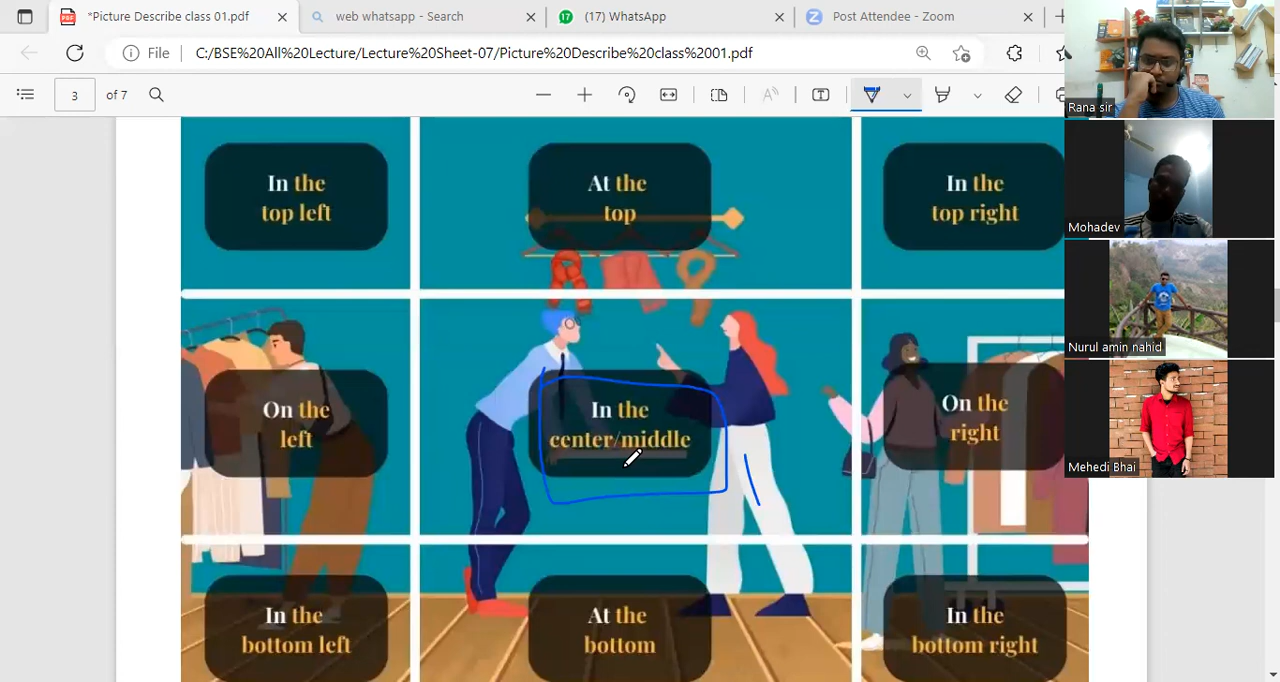 *Picture Describe class 01.pdf
web whatsapp - Search
(17) WhatsApp
Post Attendee - Zoom
File
C:/BSE%20All%20Lecture/Lecture%20Sheet-07/Picture%20Describe%20class%2001.pdf
3
of 7
In the
top left
At the
top
In the
top right
On the
left
In the
center/middle
On the
right
In the
bottom left
At the
bottom
In the
bottom right
Rana sir
Mohadev
Nurul amin nahid
Mehedi Bhai